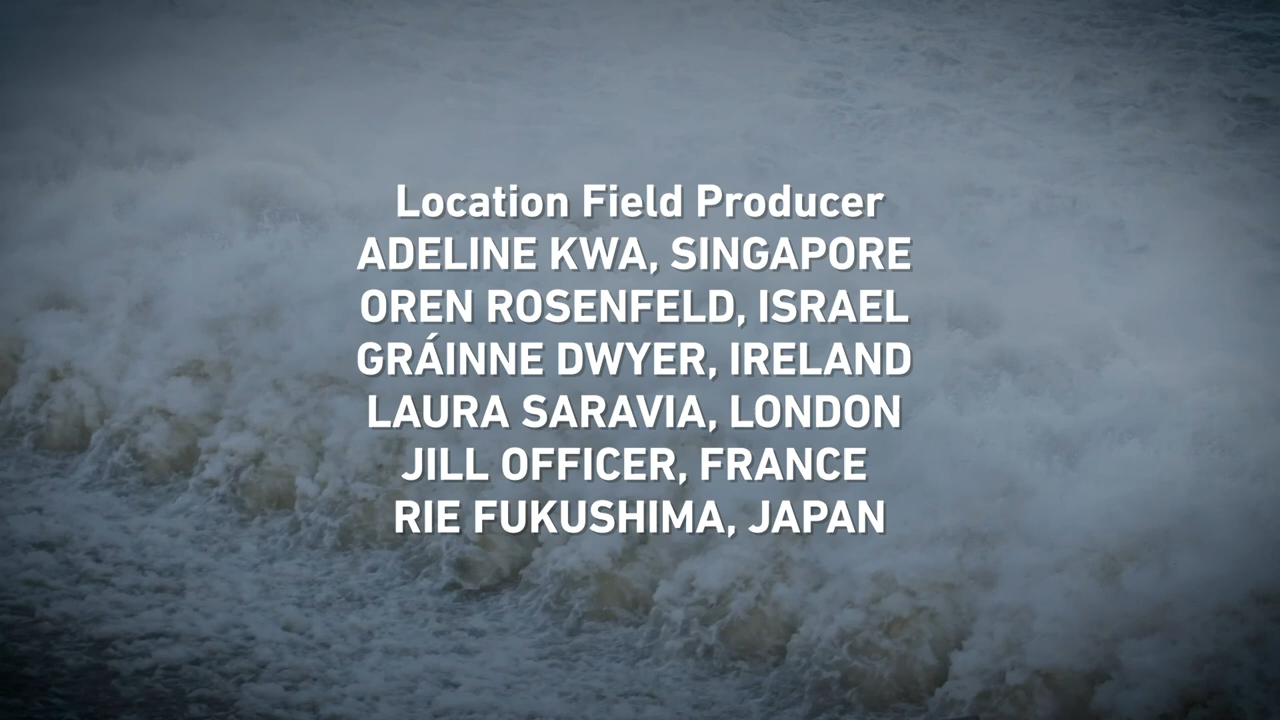 Location Field Producer
ADELINE KWA, SINGAPORE
OREN ROSENFELD, ISRAEL
GRÁINNE DWYER, IRELAND
LAURA SARAVIA, LONDON
JILL OFFICER, FRANCE
RIE FUKUSHIMA, JAPAN